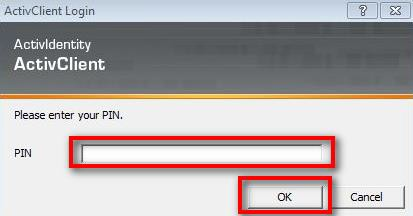 ActivClient Login
ActivIdentity
ActivClient
Please enter your PIN.
PIN
OK
Cancel